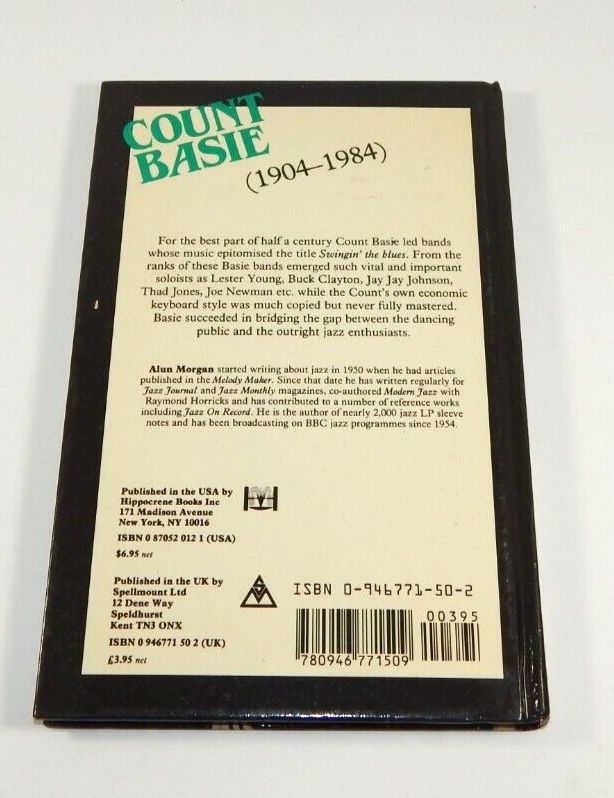 COUNT
BASIE
(1904–1984)
For the best part of half a century Count Basie led bands
whose music epitomised the title Swingin' the blues. From the
ranks of these Basie bands emerged such vital and important
soloists as Lester Young, Buck Clayton, Jay Jay Johnson,
Thad Jones, Joe Newman etc. while the Count's own economic
keyboard style was much copied but never fully mastered.
Basie succeeded in bridging the gap between the dancing
public and the outright jazz enthusiasts.
Alun Morgan started writing about jazz in 1950 when he had articles
published in the Melody Maker. Since that date he has written regularly for
Jazz Journal and Jazz Monthly magazines, co-authored Modern Jazz with
Raymond Horricks and has contributed to a number of reference works
including Jazz On Record. He is the author of nearly 2,000 jazz LP sleeve
notes and has been broadcasting on BBC jazz programmes since 1954.
Published in the USA by
Hippocrene Books Inc
171 Madison Avenue
New York, NY 10016
ISBN 0 87052 012 1 (USA)
$6.95 net
Published in the UK by
Spellmount Ltd
12 Dene Way
Speldhurst
Kent TN3 ONX
ISBN 0 946771 50 2 (UK)
£3.95 net
ISBN 0-946771-50-2
00395
780946 771509